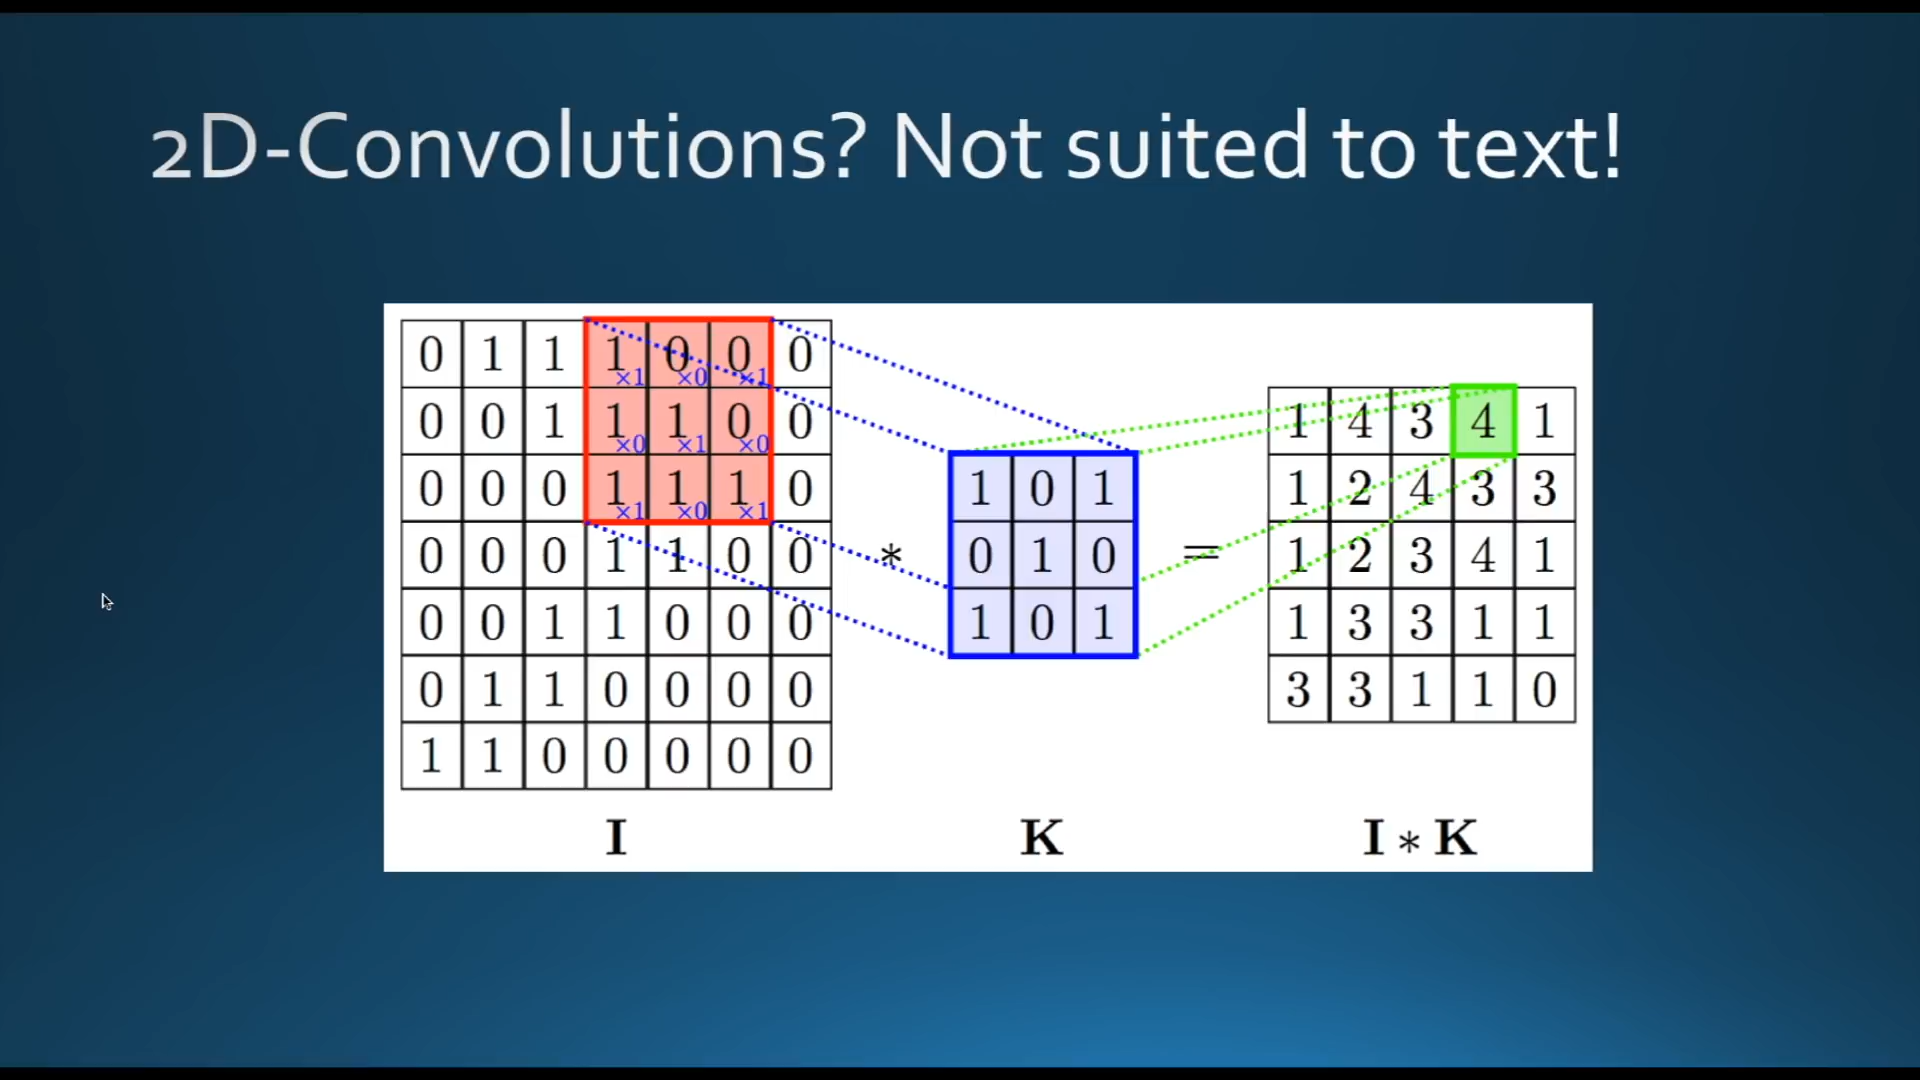 2D-Convolutions? Not suited to text!
0 1 1 1×1 0×0 0×1 0
0 0 1 1×0 1×1 0×0 0
0 0 0 1×1 1×0 1×1 0
0 0 0 1 1 0 0
0 0 1 1 0 0 0
0 1 1 0 0 0 0
1 1 0 0 0 0 0
I
*
1 0 1
0 1 0
1 0 1
K
=
1 4 3 4 1
1 2 4 3 3
1 2 3 4 1
1 3 3 1 1
3 3 1 1 0
I * K